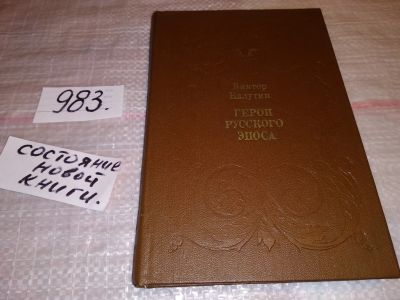 983.
СОСТОЯНИЕ
НОВОЙ
КНИГИ.
Виктор
Калугин
ГЕРОИ
РУССКОГО
ЭПОСА